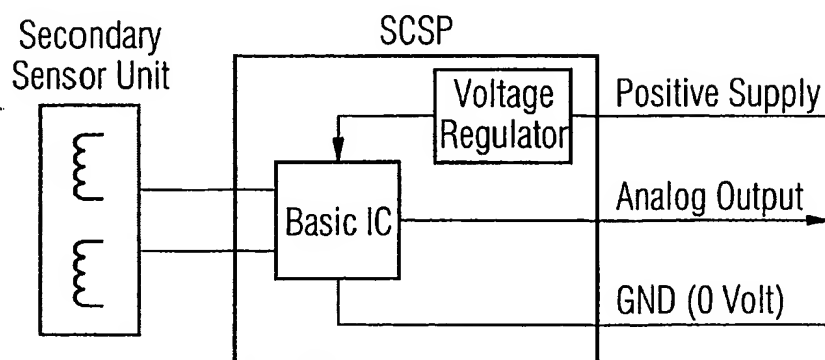 Secondary
Sensor Unit
SCSP
Voltage
Regulator
Positive Supply
Basic IC
Analog Output
GND (0 Volt)